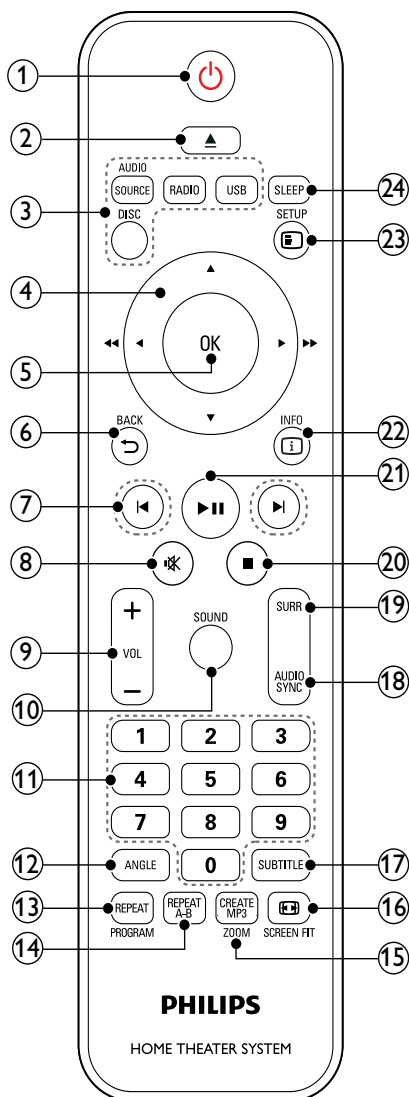 1
2
AUDIO
SOURCE RADIO USB SLEEP 24
3 DISC SETUP 23
4
OK
5
BACK INFO
6 i 22
21
7
8 20
+ SURR 19
SOUND
9 VOL
AUDIO SYNC 18
−
10
1 2 3
11 4 5 6
7 8 9
12 ANGLE 0 SUBTITLE 17
13 REPEAT REPEAT A-B CREATE MP3 16
PROGRAM 14 ZOOM SCREEN FIT
15
PHILIPS
HOME THEATER SYSTEM